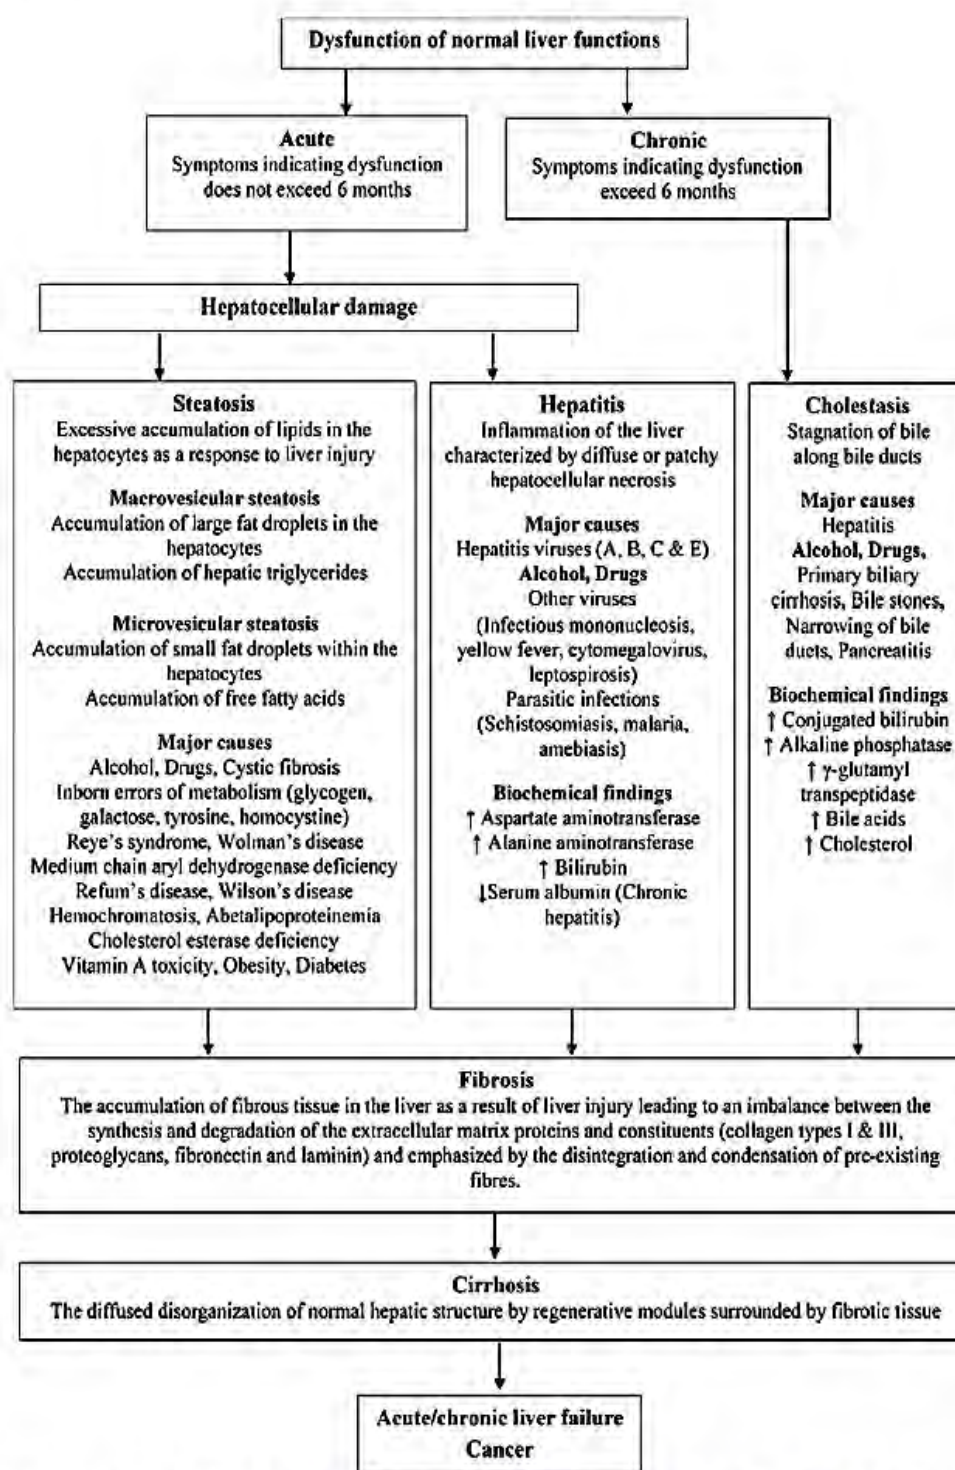 Dysfunction of normal liver functions
Acute
Symptoms indicating dysfunction
does not exceed 6 months
Chronic
Symptoms indicating dysfunction
exceed 6 months
Hepatocellular damage
Steatosis
Excessive accumulation of lipids in the
hepatocytes as a response to liver injury
Macrovesicular steatosis
Accumulation of large fat droplets in the
hepatocytes
Accumulation of hepatic triglycerides
Microvesicular steatosis
Accumulation of small fat droplets within the
hepatocytes
Accumulation of free fatty acids
Major causes
Alcohol, Drugs, Cystic fibrosis
Inborn errors of metabolism (glycogen,
galactose, tyrosine, homocystine)
Reye's syndrome, Wolman's disease
Medium chain aryl dehydrogenase deficiency
Refum's disease, Wilson's disease
Hemochromatosis, Abetalipoproteinemia
Cholesterol esterase deficiency
Vitamin A toxicity, Obesity, Diabetes
Hepatitis
Inflammation of the liver
characterized by diffuse or patchy
hepatocellular necrosis
Major causes
Hepatitis viruses (A, B, C & E)
Alcohol, Drugs
Other viruses
(Infectious mononucleosis,
yellow fever, cytomegalovirus,
leptospirosis)
Parasitic infections
(Schistosomiasis, malaria,
amebiasis)
Biochemical findings
↑ Aspartate aminotransferase
↑ Alanine aminotransferase
↑ Bilirubin
↓Serum albumin (Chronic
hepatitis)
Cholestasis
Stagnation of bile
along bile ducts
Major causes
Hepatitis
Alcohol, Drugs,
Primary biliary
cirrhosis, Bile stones,
Narrowing of bile
ducts, Pancreatitis
Biochemical findings
↑ Conjugated bilirubin
↑ Alkaline phosphatase
↑ γ-glutamyl
transpeptidase
↑ Bile acids
↑ Cholesterol
Fibrosis
The accumulation of fibrous tissue in the liver as a result of liver injury leading to an imbalance between the
synthesis and degradation of the extracellular matrix proteins and constituents (collagen types I & III,
proteoglycans, fibronectin and laminin) and emphasized by the disintegration and condensation of pre-existing
fibres.
Cirrhosis
The diffused disorganization of normal hepatic structure by regenerative modules surrounded by fibrotic tissue
Acute/chronic liver failure
Cancer